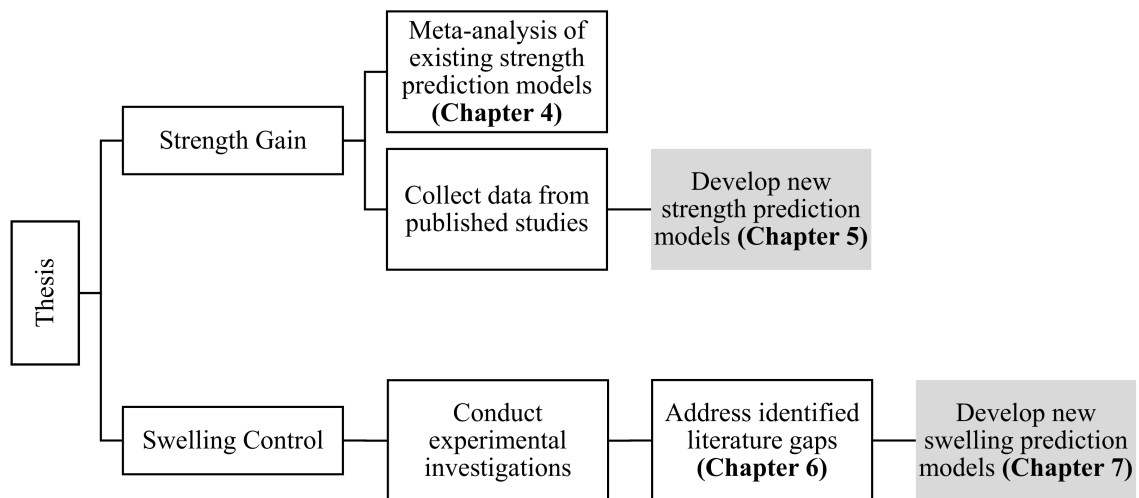 Thesis
Strength Gain
Meta-analysis of
existing strength
prediction models
(Chapter 4)
Collect data from
published studies
Develop new
strength prediction
models (Chapter 5)
Swelling Control
Conduct
experimental
investigations
Address identified
literature gaps
(Chapter 6)
Develop new
swelling prediction
models (Chapter 7)